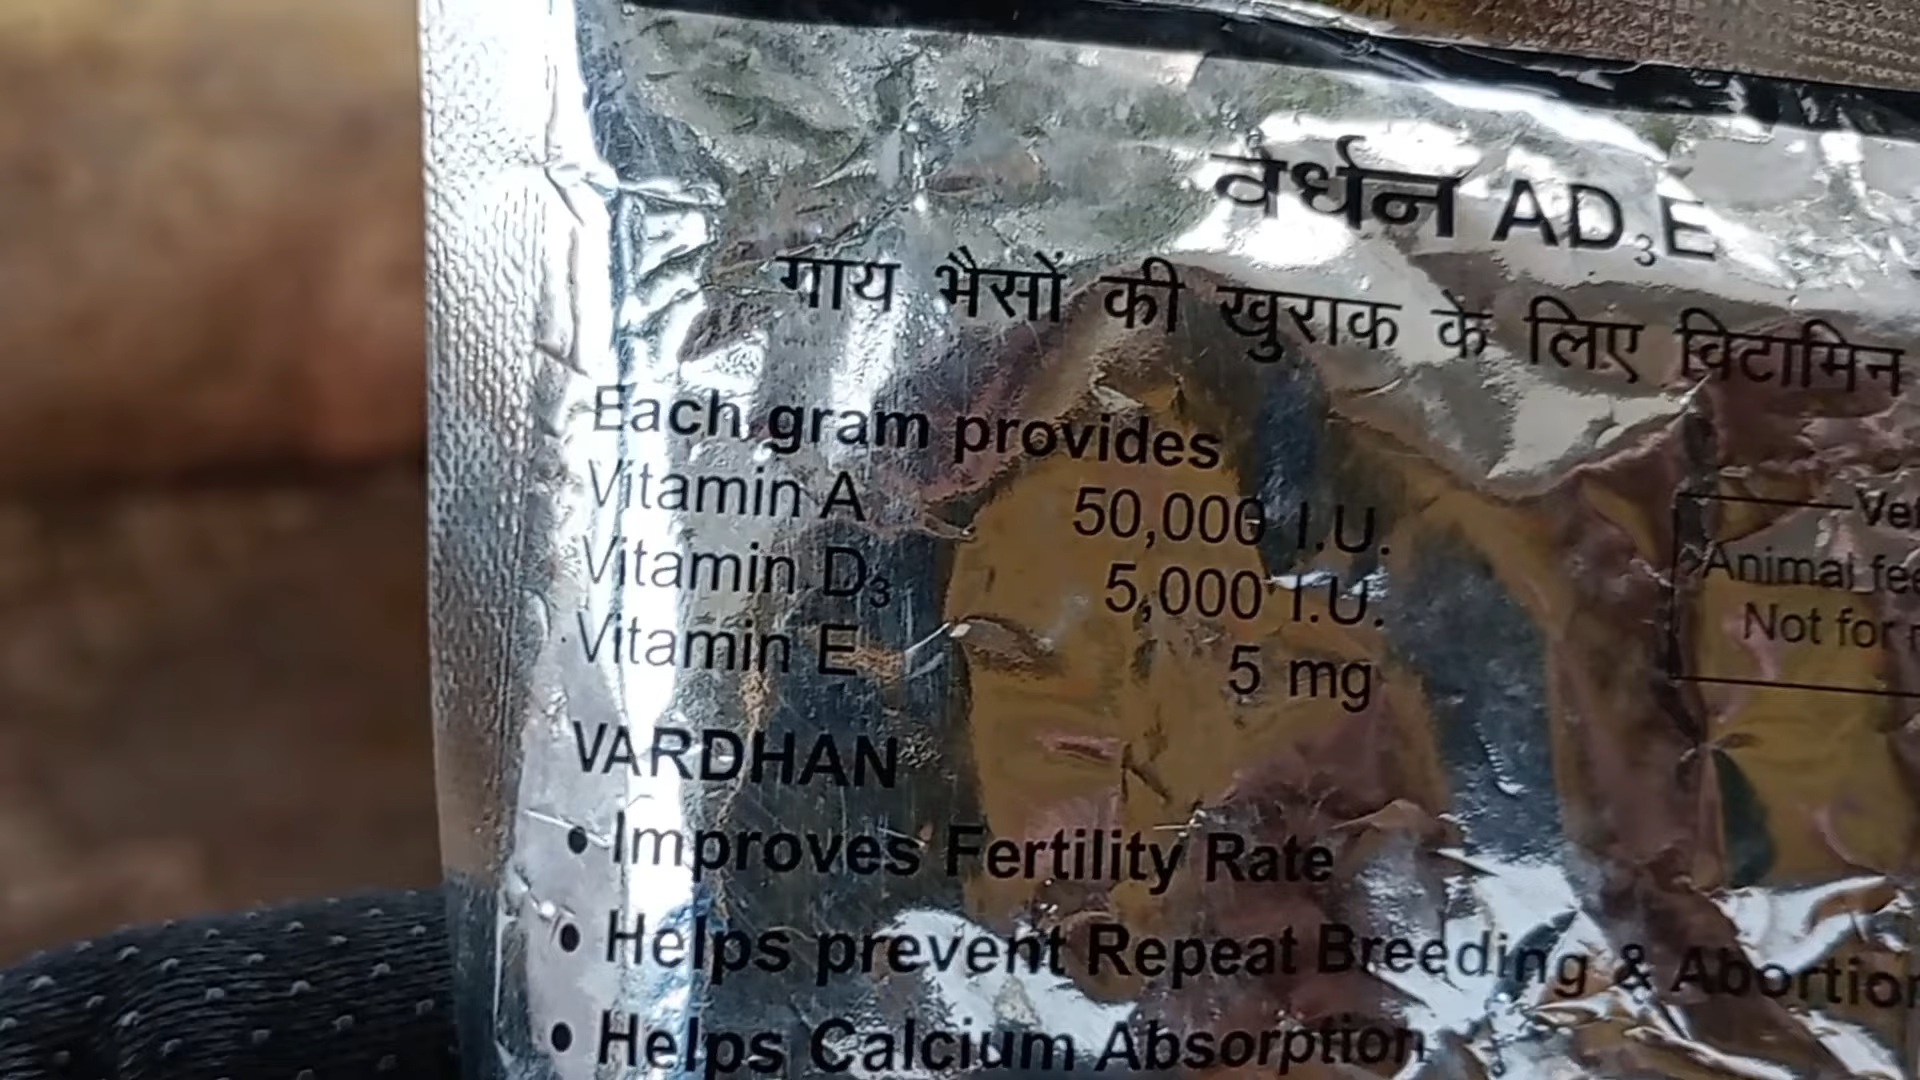 वर्धन AD₃E
गाय भैसों की खुराक के लिए विटामिन
Each gram provides
Vitamin A 50,000 I.U.
Vitamin D₃ 5,000 I.U.
Vitamin E 5 mg
Animal
Not for
VARDHAN
• Improves Fertility Rate
• Helps prevent Repeat Breeding & Abortion
• Helps Calcium Absorption